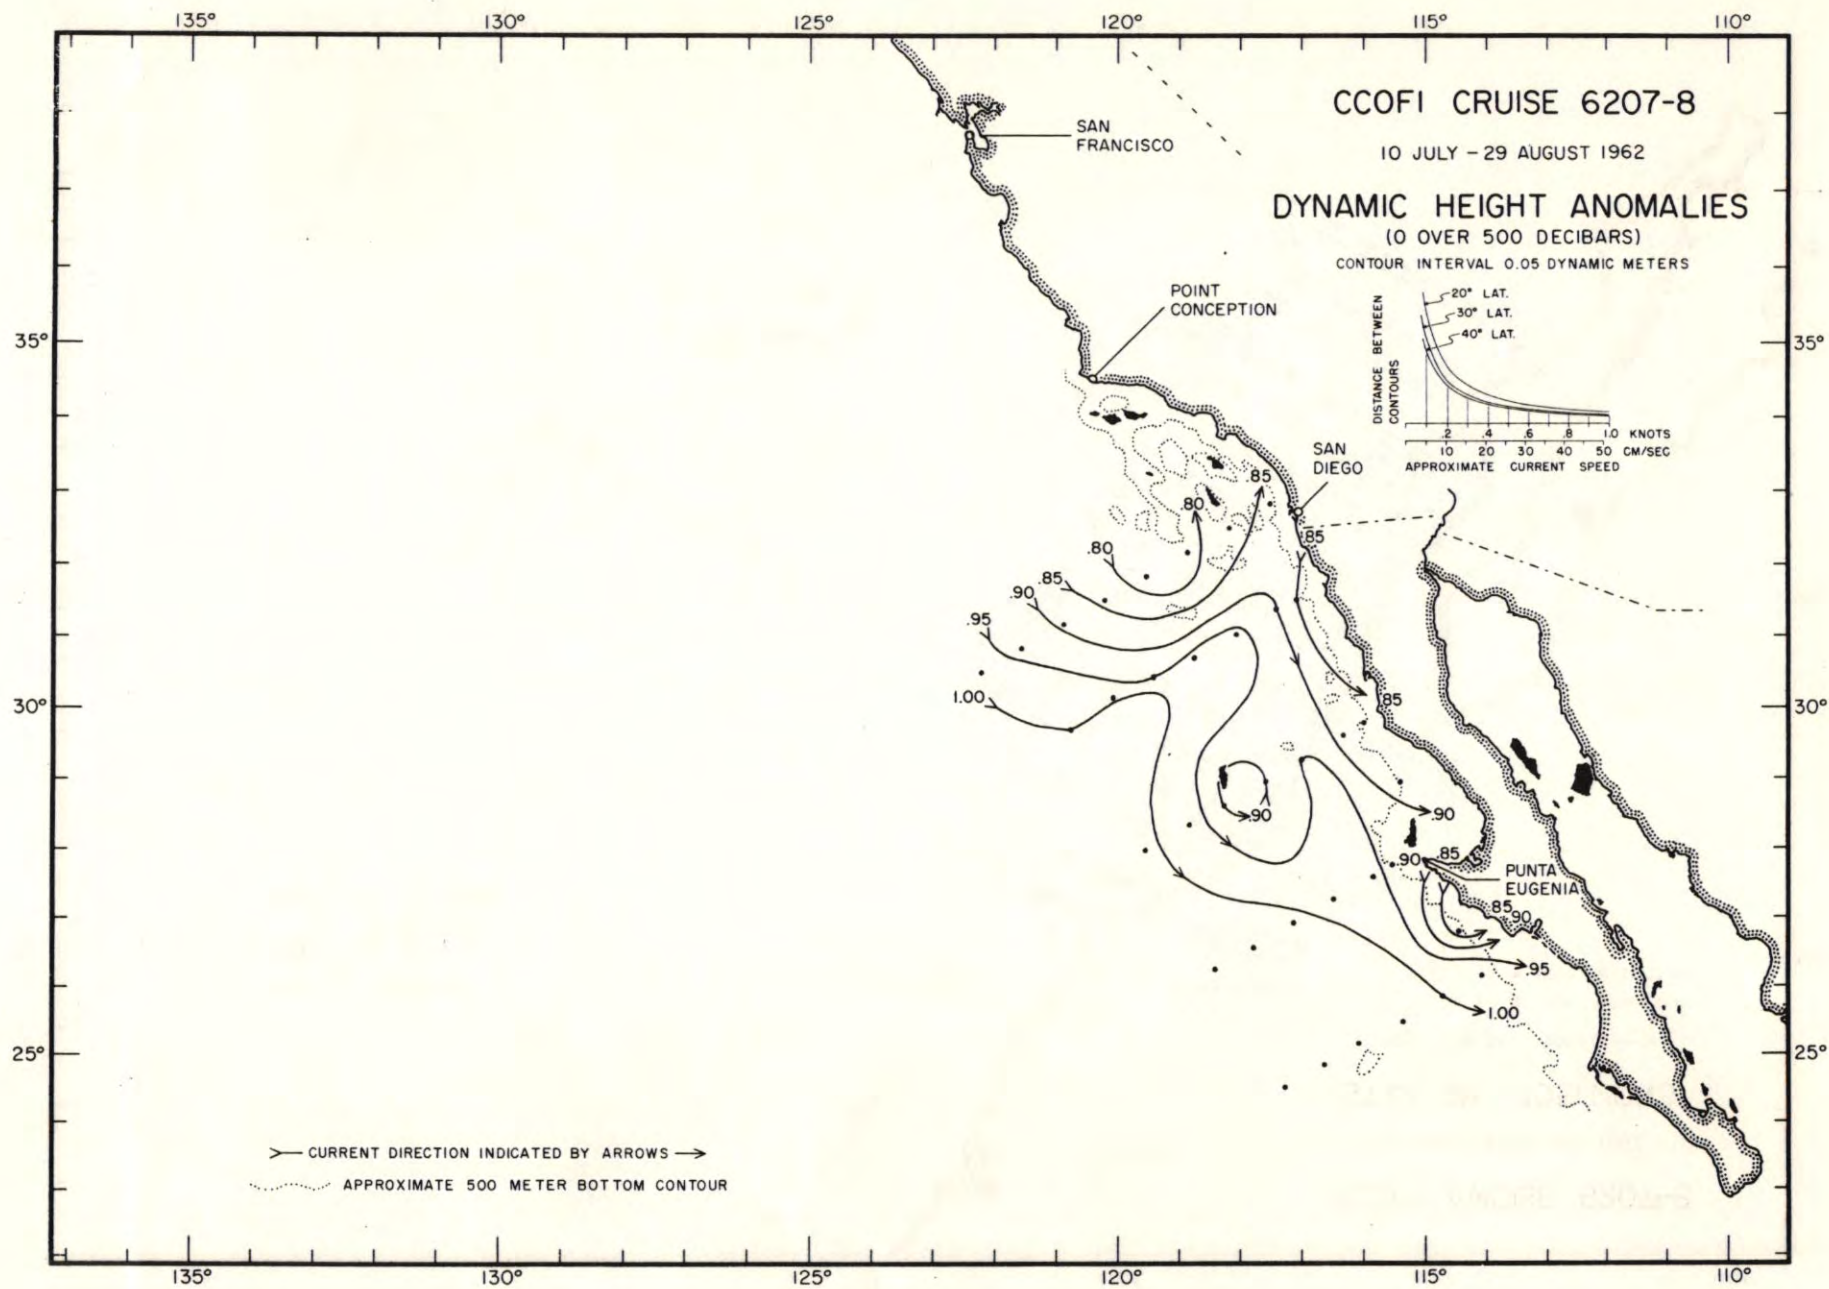 135° 130° 125° 120° 115° 110°
CCOFI CRUISE 6207-8
10 JULY – 29 AUGUST 1962
DYNAMIC HEIGHT ANOMALIES
(0 OVER 500 DECIBARS)
CONTOUR INTERVAL 0.05 DYNAMIC METERS
DISTANCE BETWEEN
CONTOURS
20° LAT.
30° LAT.
40° LAT.
.2 .4 .6 .8 1.0 KNOTS
10 20 30 40 50 CM/SEC
APPROXIMATE CURRENT SPEED
SAN
FRANCISCO
POINT
CONCEPTION
SAN
DIEGO
35° 35°
.85
.80
.85
.80
.85
.90
.95
1.00
.85
30° 30°
.90
.90
.90 .85
PUNTA
EUGENIA
.85
.90
.95
1.00
25° 25°
CURRENT DIRECTION INDICATED BY ARROWS
APPROXIMATE 500 METER BOTTOM CONTOUR
135° 130° 125° 120° 115° 110°